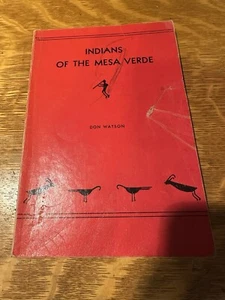 INDIANS
OF THE MESA VERDE
DON WATSON